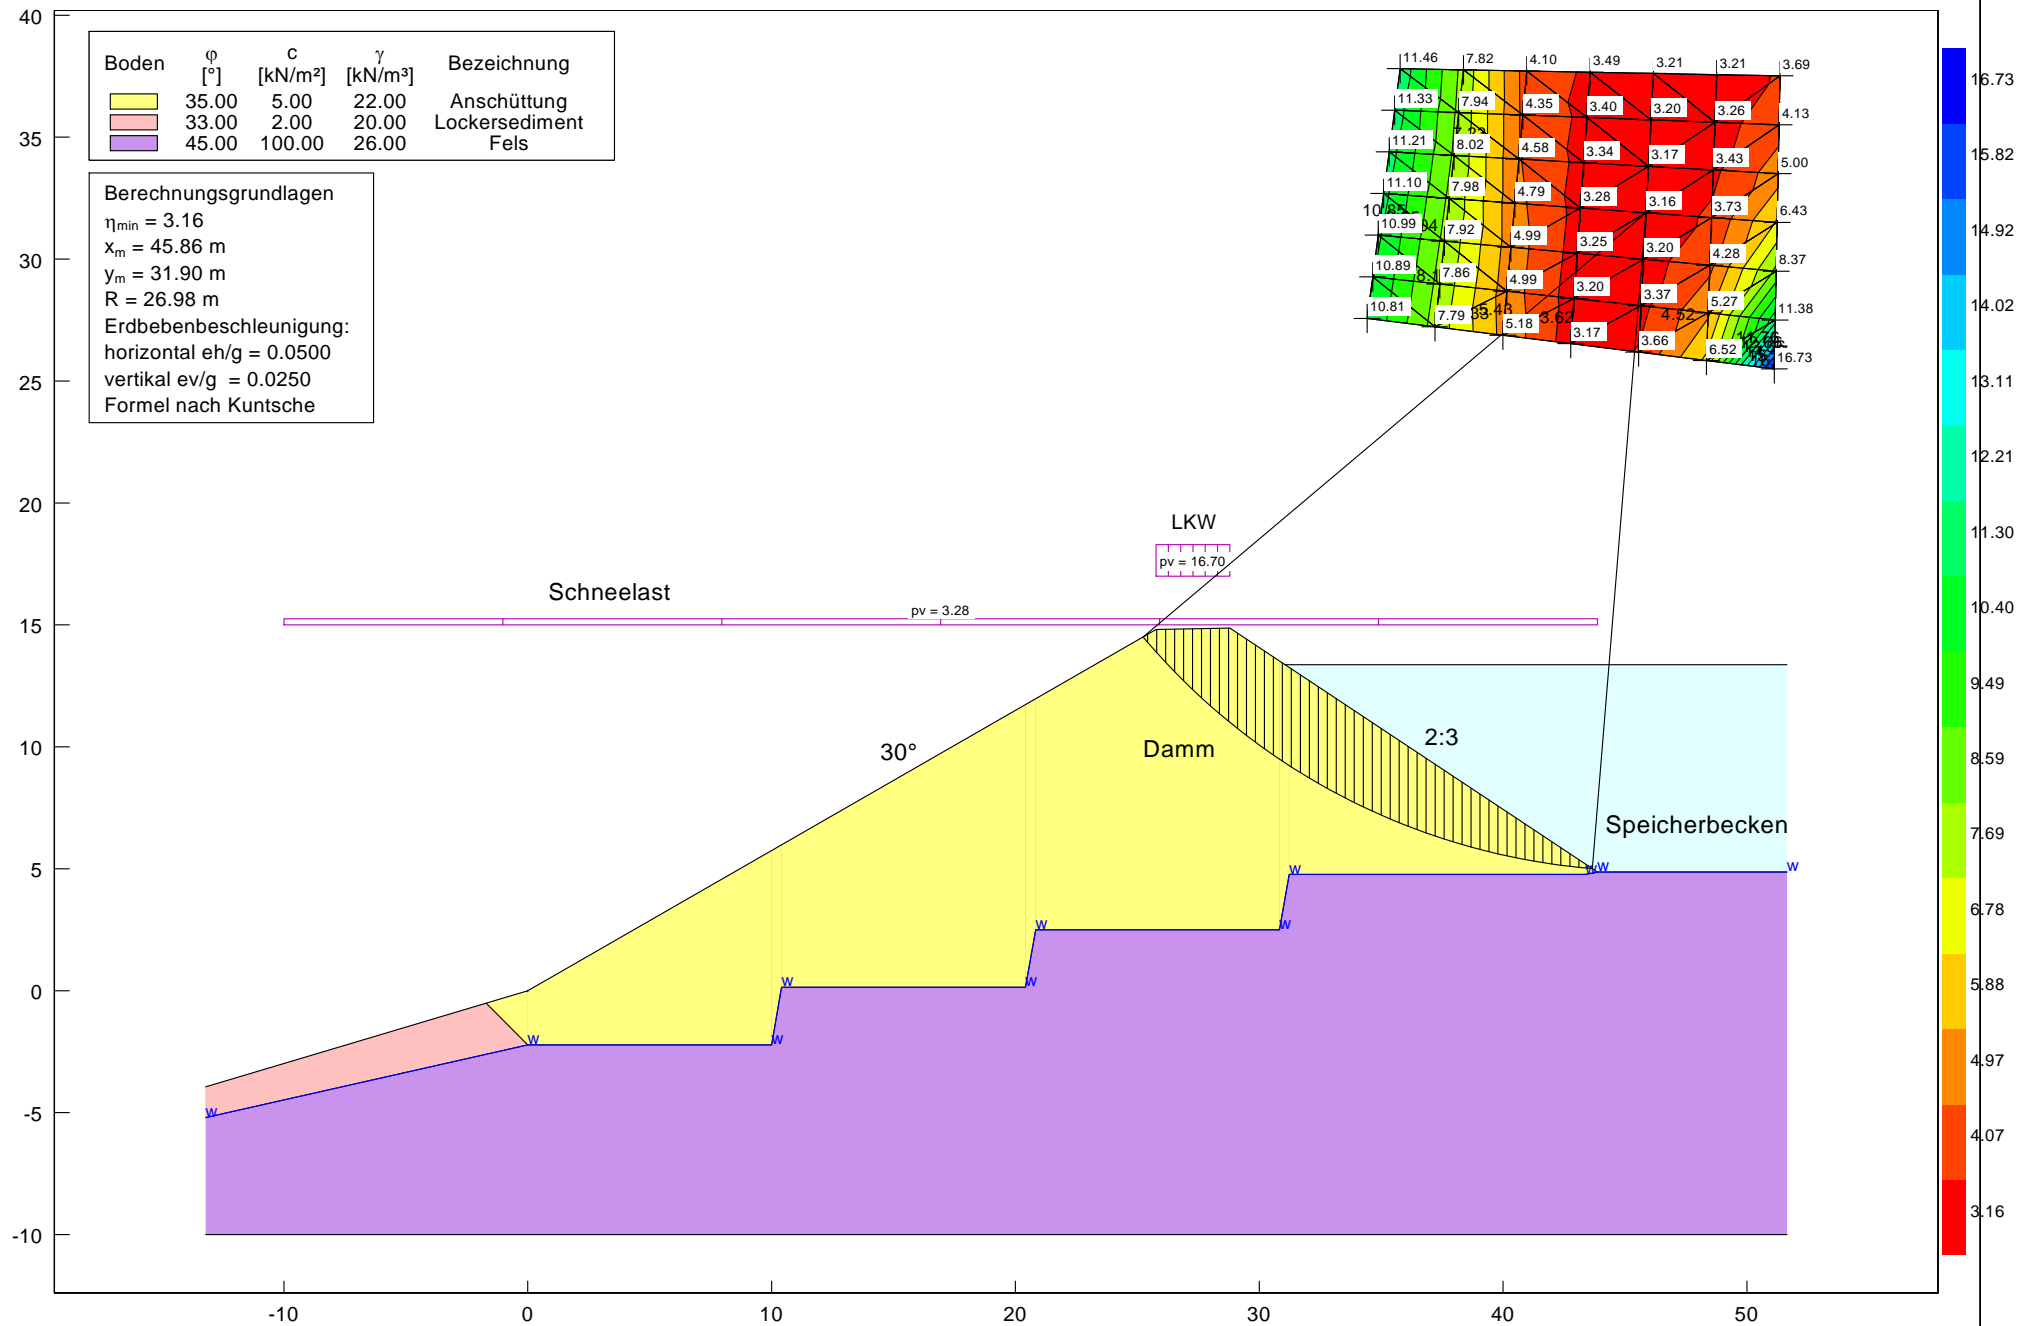 40
35
30
25
20
15
10
5
0
-5
-10
-10
0
10
20
30
40
50
Boden φ [°] c [kN/m²] γ [kN/m³] Bezeichnung
35.00 5.00 22.00 Anschüttung
33.00 2.00 20.00 Lockersediment
45.00 100.00 26.00 Fels
Berechnungsgrundlagen
ηmin = 3.16
xm = 45.86 m
ym = 31.90 m
R = 26.98 m
Erdbebenbeschleunigung:
horizontal eh/g = 0.0500
vertikal ev/g = 0.0250
Formel nach Kuntsche
11.46 7.82 4.10 3.49 3.21 3.21 3.69
11.33 7.94 4.35 3.40 3.20 3.26 4.13
11.21 8.02 4.58 3.34 3.17 3.43 5.00
11.10 7.98 4.79 3.28 3.16 3.73 6.43
10.99 7.92 4.99 3.25 3.20 4.28 8.37
10.89 7.86 4.99 3.20 3.37 5.27 11.38
10.81 7.79 5.18 3.17 3.66 6.52 16.73
5.43 3.62 4.52
LKW
pv = 16.70
Schneelast
pv = 3.28
30°
Damm
2:3
Speicherbecken
w w w w w w w w w w w
16.73
15.82
14.92
14.02
13.11
12.21
11.30
10.40
9.49
8.59
7.69
6.78
5.88
4.97
4.07
3.16